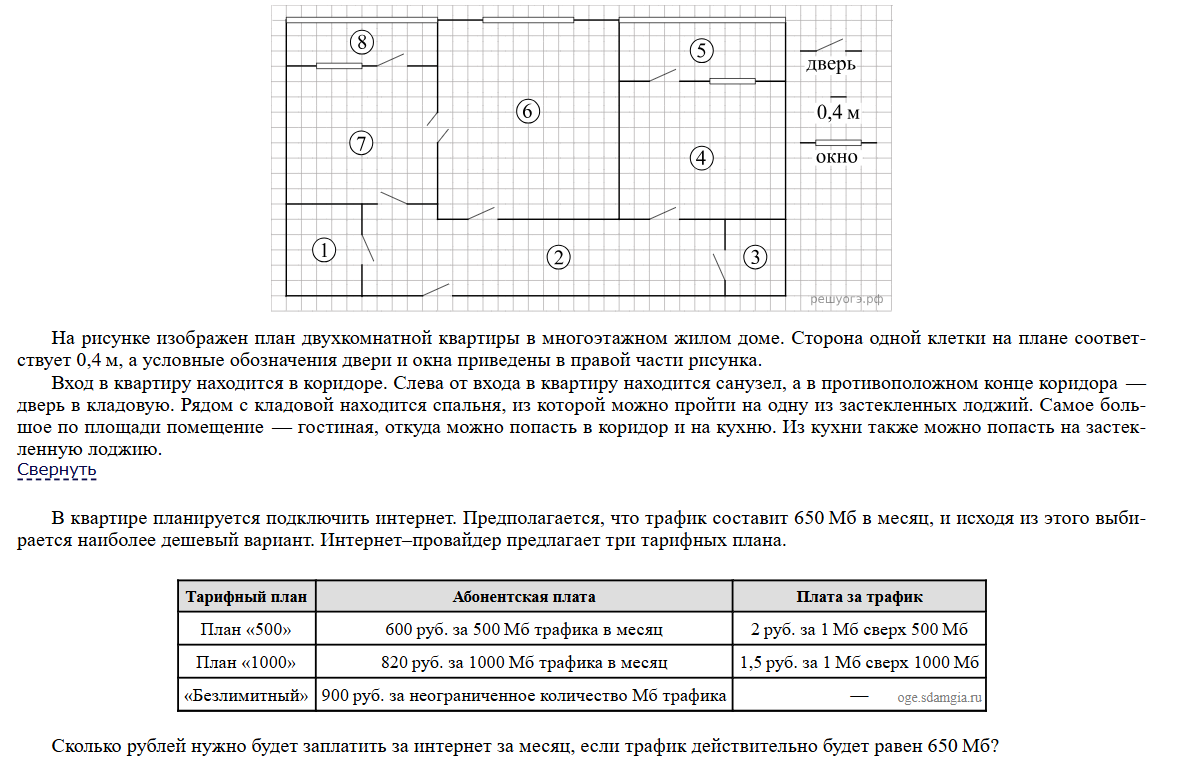 8
5
дверь
6
0,4 м
7
4
окно
1
2
3
решуогэ.рф
На рисунке изображен план двухкомнатной квартиры в многоэтажном жилом доме. Сторона одной клетки на плане соответ-
ствует 0,4 м, а условные обозначения двери и окна приведены в правой части рисунка.
Вход в квартиру находится в коридоре. Слева от входа в квартиру находится санузел, а в противоположном конце коридора —
дверь в кладовую. Рядом с кладовой находится спальня, из которой можно пройти на одну из застекленных лоджий. Самое боль-
шое по площади помещение — гостиная, откуда можно попасть в коридор и на кухню. Из кухни также можно попасть на застек-
ленную лоджию.
Свернуть
В квартире планируется подключить интернет. Предполагается, что трафик составит 650 Мб в месяц, и исходя из этого выби-
рается наиболее дешевый вариант. Интернет–провайдер предлагает три тарифных плана.
Тарифный план Абонентская плата Плата за трафик
План «500» 600 руб. за 500 Мб трафика в месяц 2 руб. за 1 Мб сверх 500 Мб
План «1000» 820 руб. за 1000 Мб трафика в месяц 1,5 руб. за 1 Мб сверх 1000 Мб
«Безлимитный» 900 руб. за неограниченное количество Мб трафика — oge.sdamgia.ru
Сколько рублей нужно будет заплатить за интернет за месяц, если трафик действительно будет равен 650 Мб?